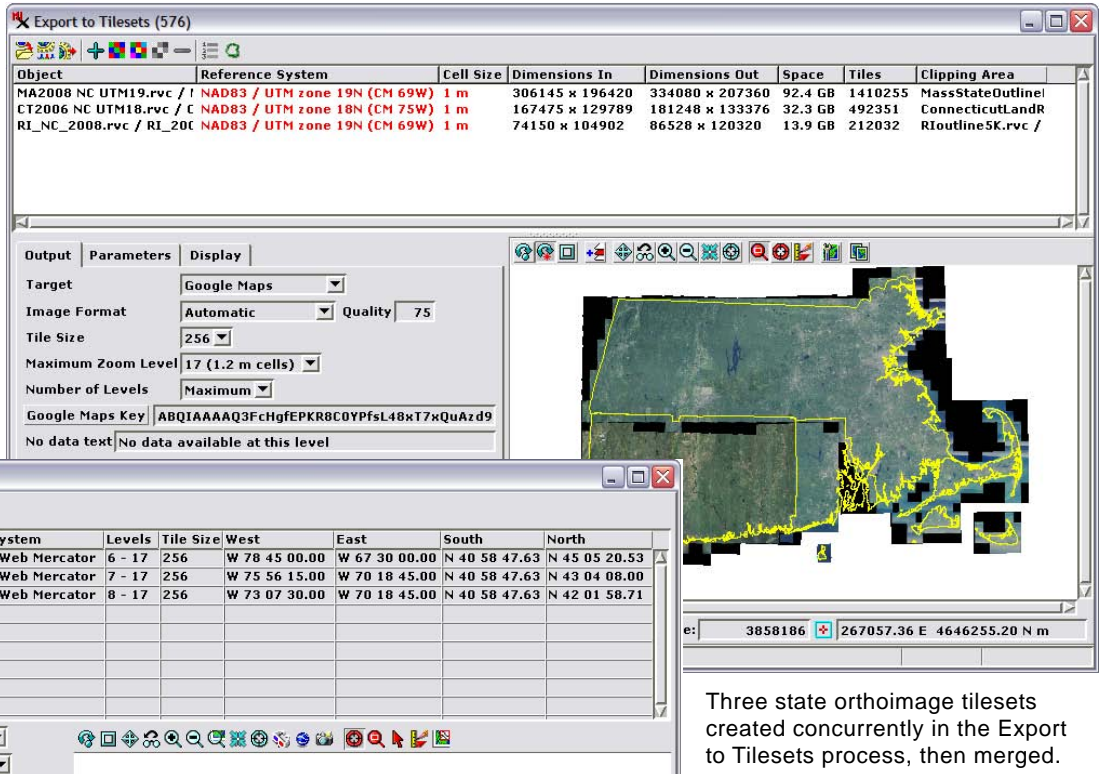 Export to Tilesets (576)
Object Reference System Cell Size Dimensions In Dimensions Out Space Tiles Clipping Area
MA2008 NC UTM19.rvc / NAD83 / UTM zone 19N (CM 69W) 1 m 306145 x 196420 334080 x 207360 92.4 GB 1410255 MassStateOutline
CT2006 NC UTM18.rvc / NAD83 / UTM zone 18N (CM 75W) 1 m 167475 x 129789 181248 x 133376 32.3 GB 492351 ConnecticutLandR
RI_NC_2008.rvc / RI_20 NAD83 / UTM zone 19N (CM 69W) 1 m 74150 x 104902 86528 x 120320 13.9 GB 212032 RIoutline5K.rvc /
Output Parameters Display
Target Google Maps
Image Format Automatic Quality 75
Tile Size 256
Maximum Zoom Level 17 (1.2 m cells)
Number of Levels Maximum
Google Maps Key ABQIAAAAQ3FcHgfEPKR8C0YPfsL48xT7xQuAzd9
No data text No data available at this level
ystem Levels Tile Size West East South North
Web Mercator 6 - 17 256 W 78 45 00.00 W 67 30 00.00 N 40 58 47.63 N 45 05 20.53
Web Mercator 7 - 17 256 W 75 56 15.00 W 70 18 45.00 N 40 58 47.63 N 43 04 08.00
Web Mercator 8 - 17 256 W 73 07 30.00 W 70 18 45.00 N 40 58 47.63 N 42 01 58.71
e: 3858186 267057.36 E 4646255.20 N m
Three state orthoimage tilesets
created concurrently in the Export
to Tilesets process, then merged.